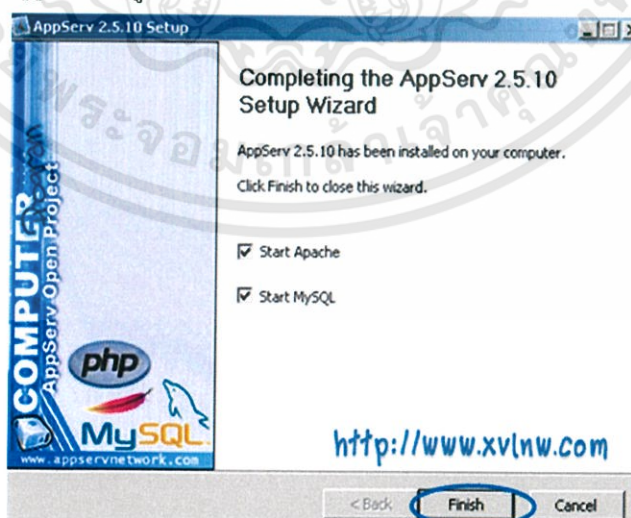 AppServ 2.5.10 Setup
Completing the AppServ 2.5.10
Setup Wizard
AppServ 2.5.10 has been installed on your computer.
Click Finish to close this wizard.
Start Apache
Start MySQL
COMPUTER
AppServ Open Project
php
MySQL
www.appservnetwork.com
http://www.xvlnw.com
< Back
Finish
Cancel